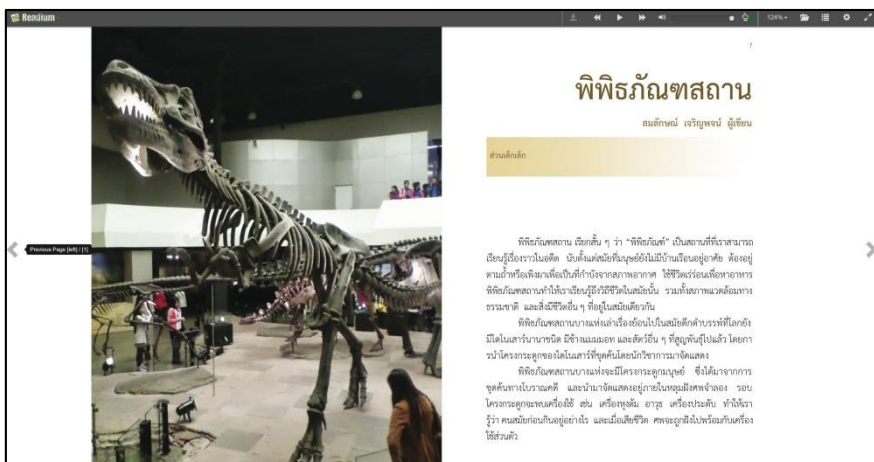 Readium
124%
1
พิพิธภัณฑสถาน
สมลักษณ์ เจริญพจน์ ผู้เขียน
ส่วนเด็กเล็ก
Previous Page [left] / [1]
พิพิธภัณฑสถาน เรียกสั้น ๆ ว่า “พิพิธภัณฑ์” เป็นสถานที่ที่เราสามารถ
เรียนรู้เรื่องราวในอดีต นับตั้งแต่สมัยที่มนุษย์ยังไม่มีบ้านเรือนอยู่อาศัย ต้องอยู่
ตามถ้ำหรือเพิงผาเพื่อเป็นที่กำบังจากสภาพอากาศ ใช้ชีวิตเร่ร่อนเพื่อหาอาหาร
พิพิธภัณฑสถานทำให้เราเรียนรู้ถึงวิถีชีวิตในสมัยนั้น รวมทั้งสภาพแวดล้อมทาง
ธรรมชาติ และสิ่งมีชีวิตอื่น ๆ ที่อยู่ในสมัยเดียวกัน
พิพิธภัณฑสถานบางแห่งเล่าเรื่องย้อนไปในสมัยดึกดำบรรพ์ที่โลกยัง
มีไดโนเสาร์นานาชนิด มีช้างแมมมอท และสัตว์อื่น ๆ ที่สูญพันธุ์ไปแล้ว โดยกา
รนำโครงกระดูกของไดโนเสาร์ที่ขุดค้นโดยนักวิชาการมาจัดแสดง
พิพิธภัณฑสถานบางแห่งจะมีโครงกระดูกมนุษย์ ซึ่งได้มาจากการ
ขุดค้นทางโบราณคดี และนำมาจัดแสดงอยู่ภายในหลุมฝังศพจำลอง รอบ
โครงกระดูกจะพบเครื่องใช้ เช่น เครื่องหุงต้ม อาวุธ เครื่องประดับ ทำให้เรา
รู้ว่า คนสมัยก่อนกินอยู่อย่างไร และเมื่อเสียชีวิต ศพจะถูกฝังไปพร้อมกับเครื่อง
ใช้ส่วนตัว